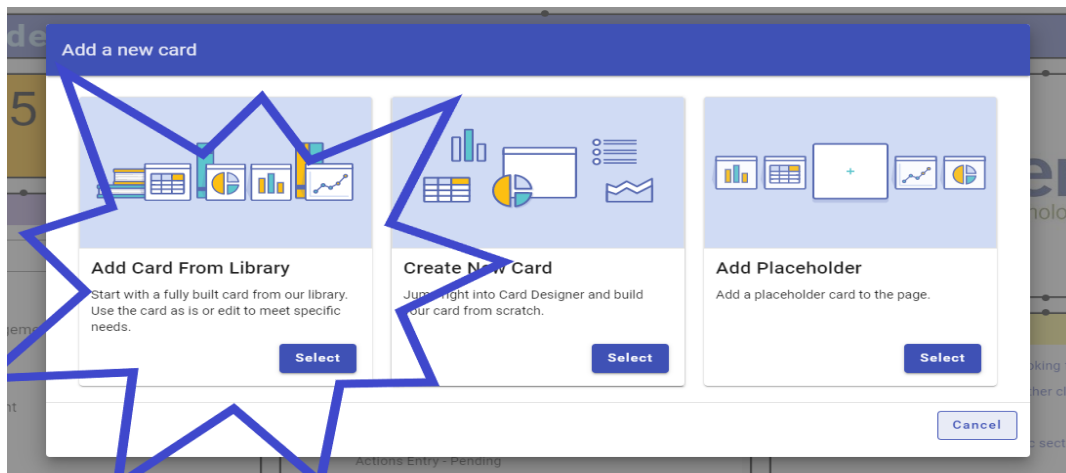 Add a new card
5
Add Card From Library
Start with a fully built card from our library.
Use the card as is or edit to meet specific
needs.
Select
Create New Card
Jump right into Card Designer and build
your card from scratch.
Select
Add Placeholder
Add a placeholder card to the page.
Select
Cancel
Actions Entry - Pending